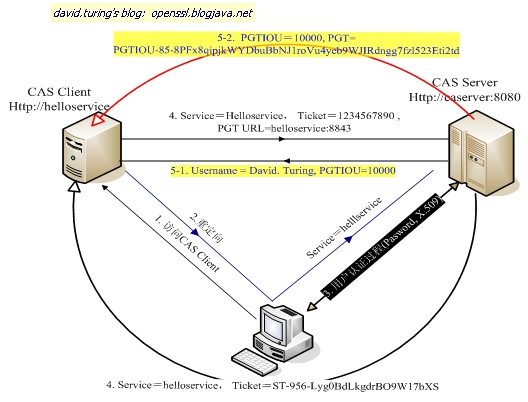 david.turing's blog: openssl.blogjava.net
5-2. PGTIOU＝10000, PGT=
PGTIOU-85-8PFx8qipjkWYDbuBbNJ1roVu4yeb9WJIRdngg7fzl523Eti2td
CAS Client
Http://helloservice
CAS Server
Http://caserver:8080
4. Service＝Helloservice， Ticket＝1234567890 ,
PGT URL=helloservice:8843
5-1. Username = David. Turing, PGTIOU=10000
2.重定向
1. 访问CAS Client
Service＝helllservice
3. 用户认证过程(Password, X.509)
4. Service＝helloservice， Ticket＝ST-956-Lyg0BdLkgdrBO9W17bXS